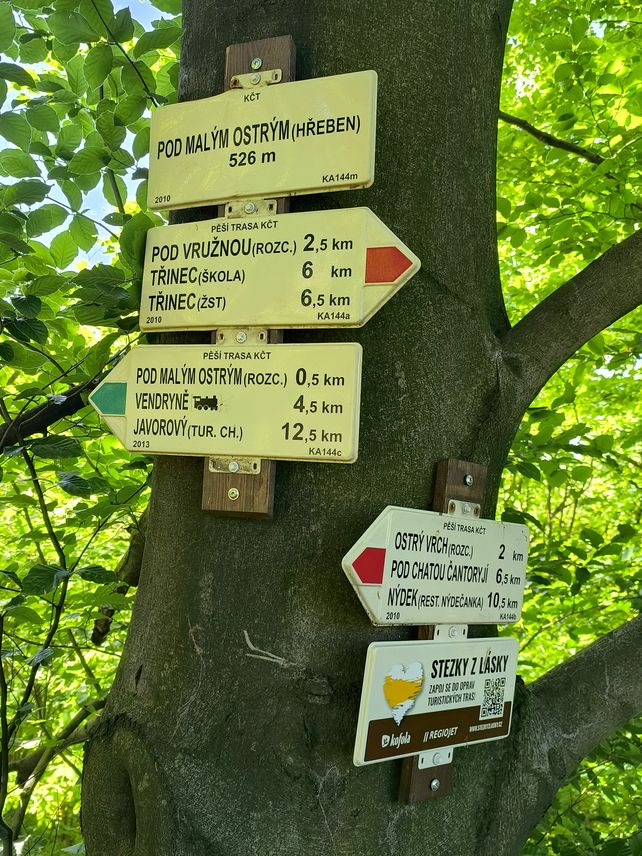 KČT
POD MALÝM OSTRÝM (HŘEBEN)
526 m
2010 KA144m
PĚŠÍ TRASA KČT
POD VRUŽNOU (ROZC.) 2,5 km
TŘINEC (ŠKOLA) 6 km
TŘINEC (ŽST) 6,5 km
2010 KA144a
PĚŠÍ TRASA KČT
POD MALÝM OSTRÝM (ROZC.) 0,5 km
VENDRYNĚ 4,5 km
JAVOROVÝ (TUR. CH.) 12,5 km
2013 KA144c
PĚŠÍ TRASA KČT
OSTRÝ VRCH (ROZC.) 2 km
POD CHATOU ČANTORYJÍ 6,5 km
NÝDEK (REST. NÝDEČANKA) 10,5 km
2010 KA144b
STEZKY Z LÁSKY
ZAPOJ SE DO OPRAV
TURISTICKÝCH TRAS!
Kofola // REGIOJET WWW.STEZKYZLASKY.CZ